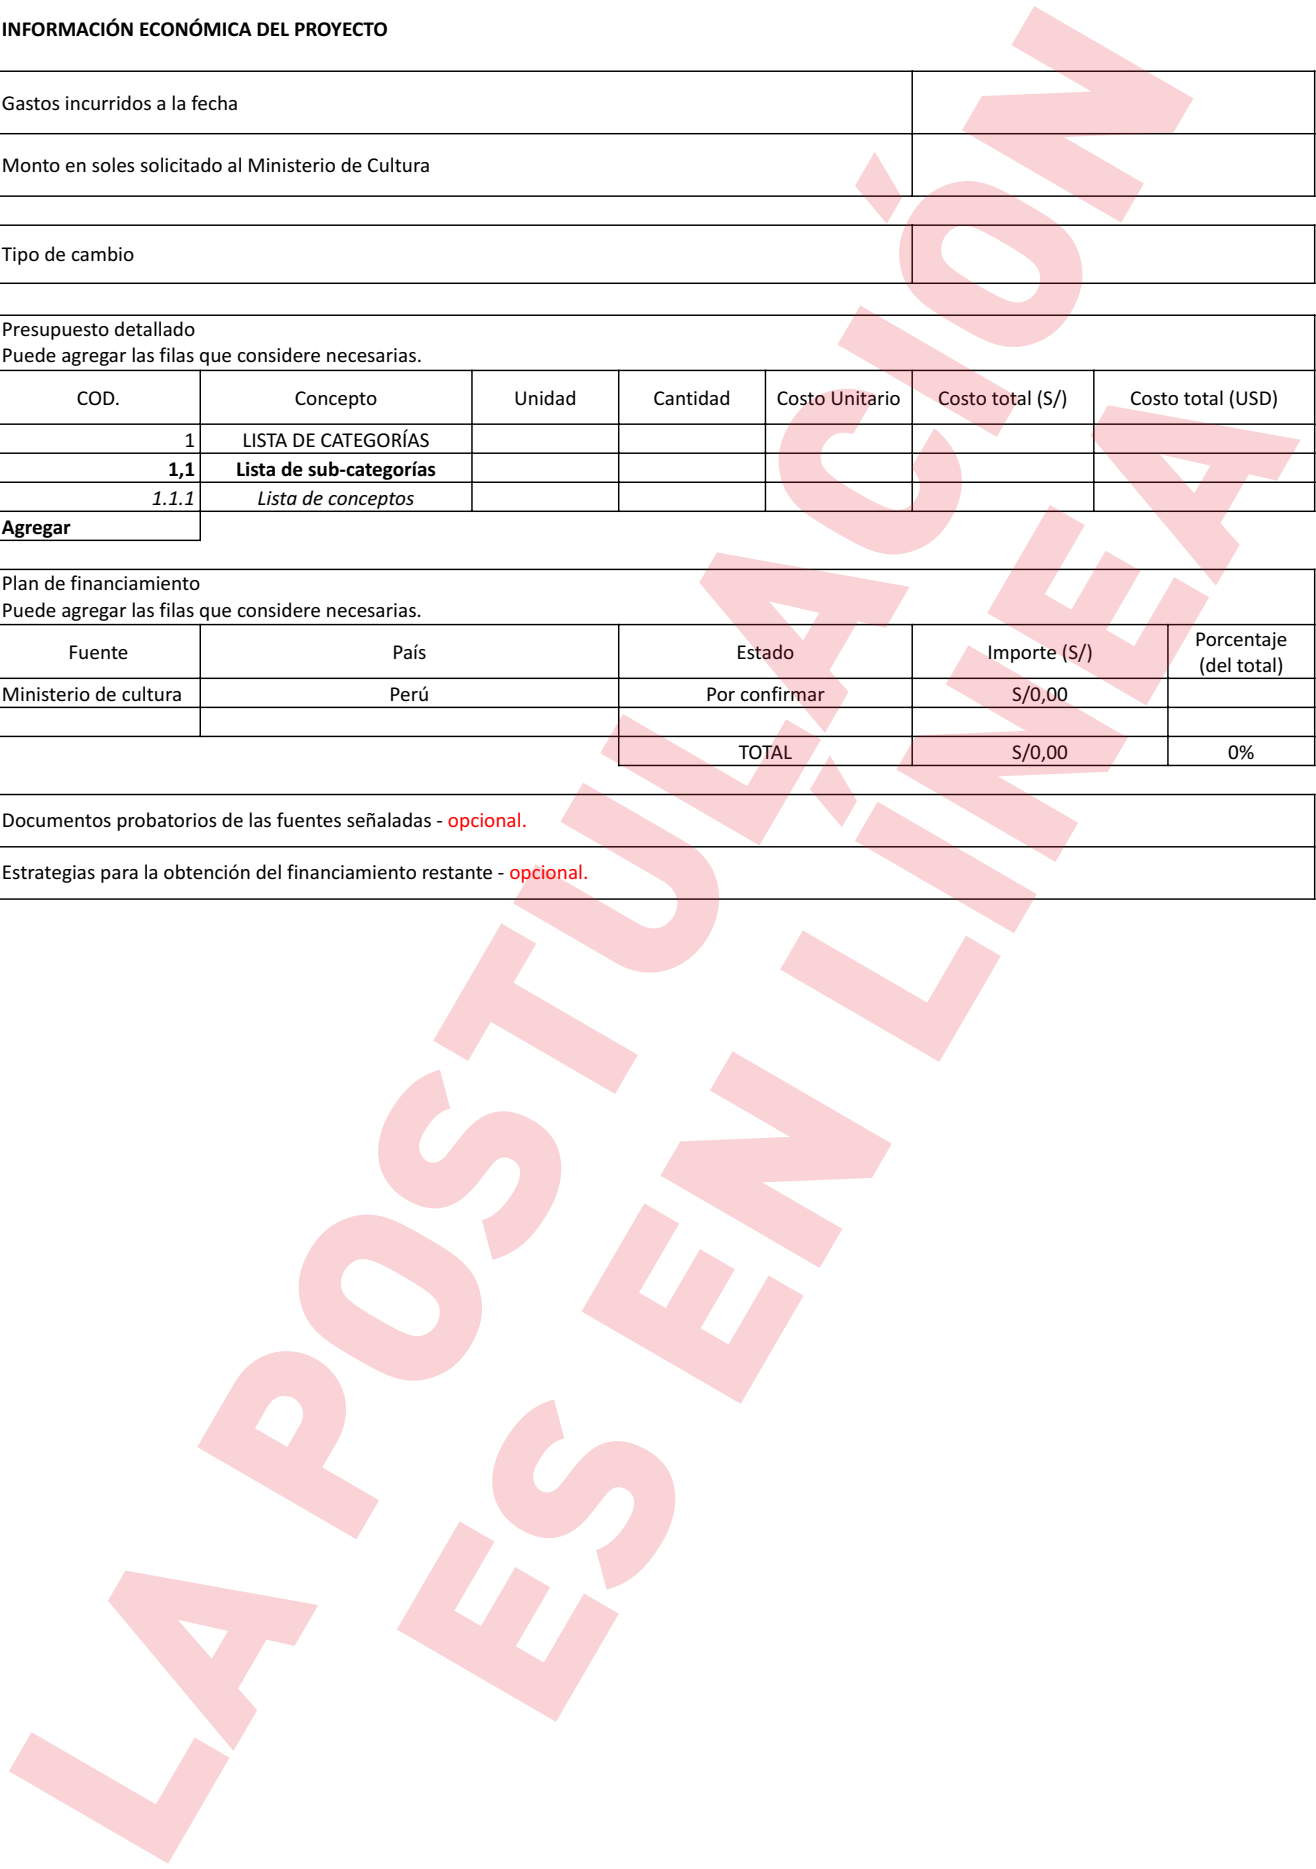 INFORMACIÓN ECONÓMICA DEL PROYECTO
Gastos incurridos a la fecha
Monto en soles solicitado al Ministerio de Cultura
Tipo de cambio
Presupuesto detallado
Puede agregar las filas que considere necesarias.
COD. Concepto Unidad Cantidad Costo Unitario Costo total (S/) Costo total (USD)
1 LISTA DE CATEGORÍAS
1,1 Lista de sub-categorías
1.1.1 Lista de conceptos
Agregar
Plan de financiamiento
Puede agregar las filas que considere necesarias.
Fuente País Estado Importe (S/) Porcentaje (del total)
Ministerio de cultura Perú Por confirmar S/0,00
TOTAL S/0,00 0%
Documentos probatorios de las fuentes señaladas - opcional.
Estrategias para la obtención del financiamiento restante - opcional.
LA POSTULACIÓN
ES EN LÍNEA